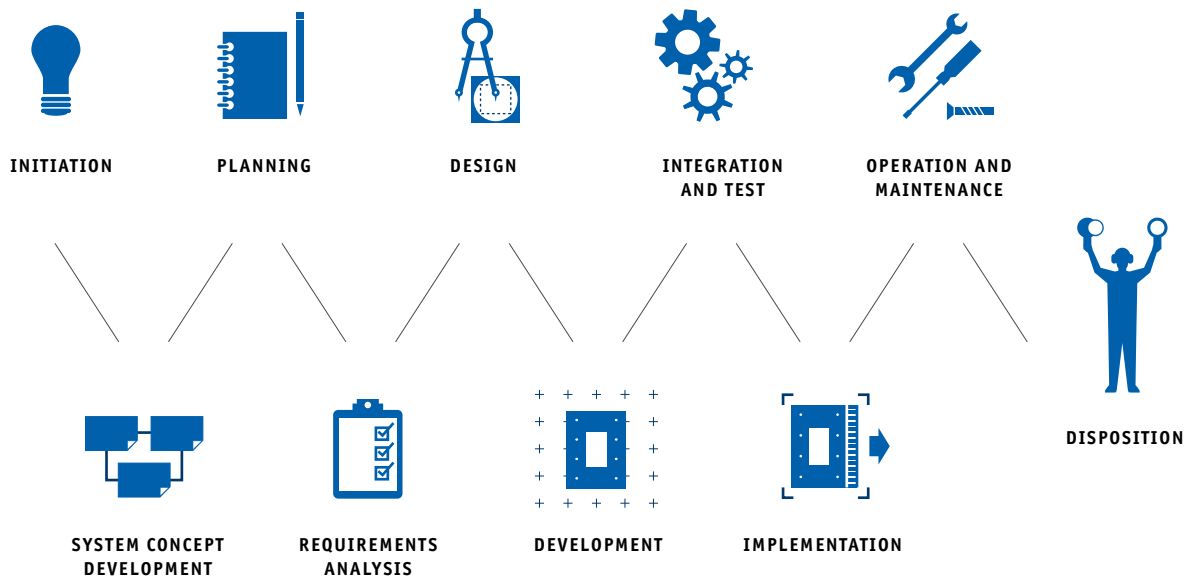 INITIATION
PLANNING
DESIGN
INTEGRATION
AND TEST
OPERATION AND
MAINTENANCE
DISPOSITION
SYSTEM CONCEPT
DEVELOPMENT
REQUIREMENTS
ANALYSIS
DEVELOPMENT
IMPLEMENTATION